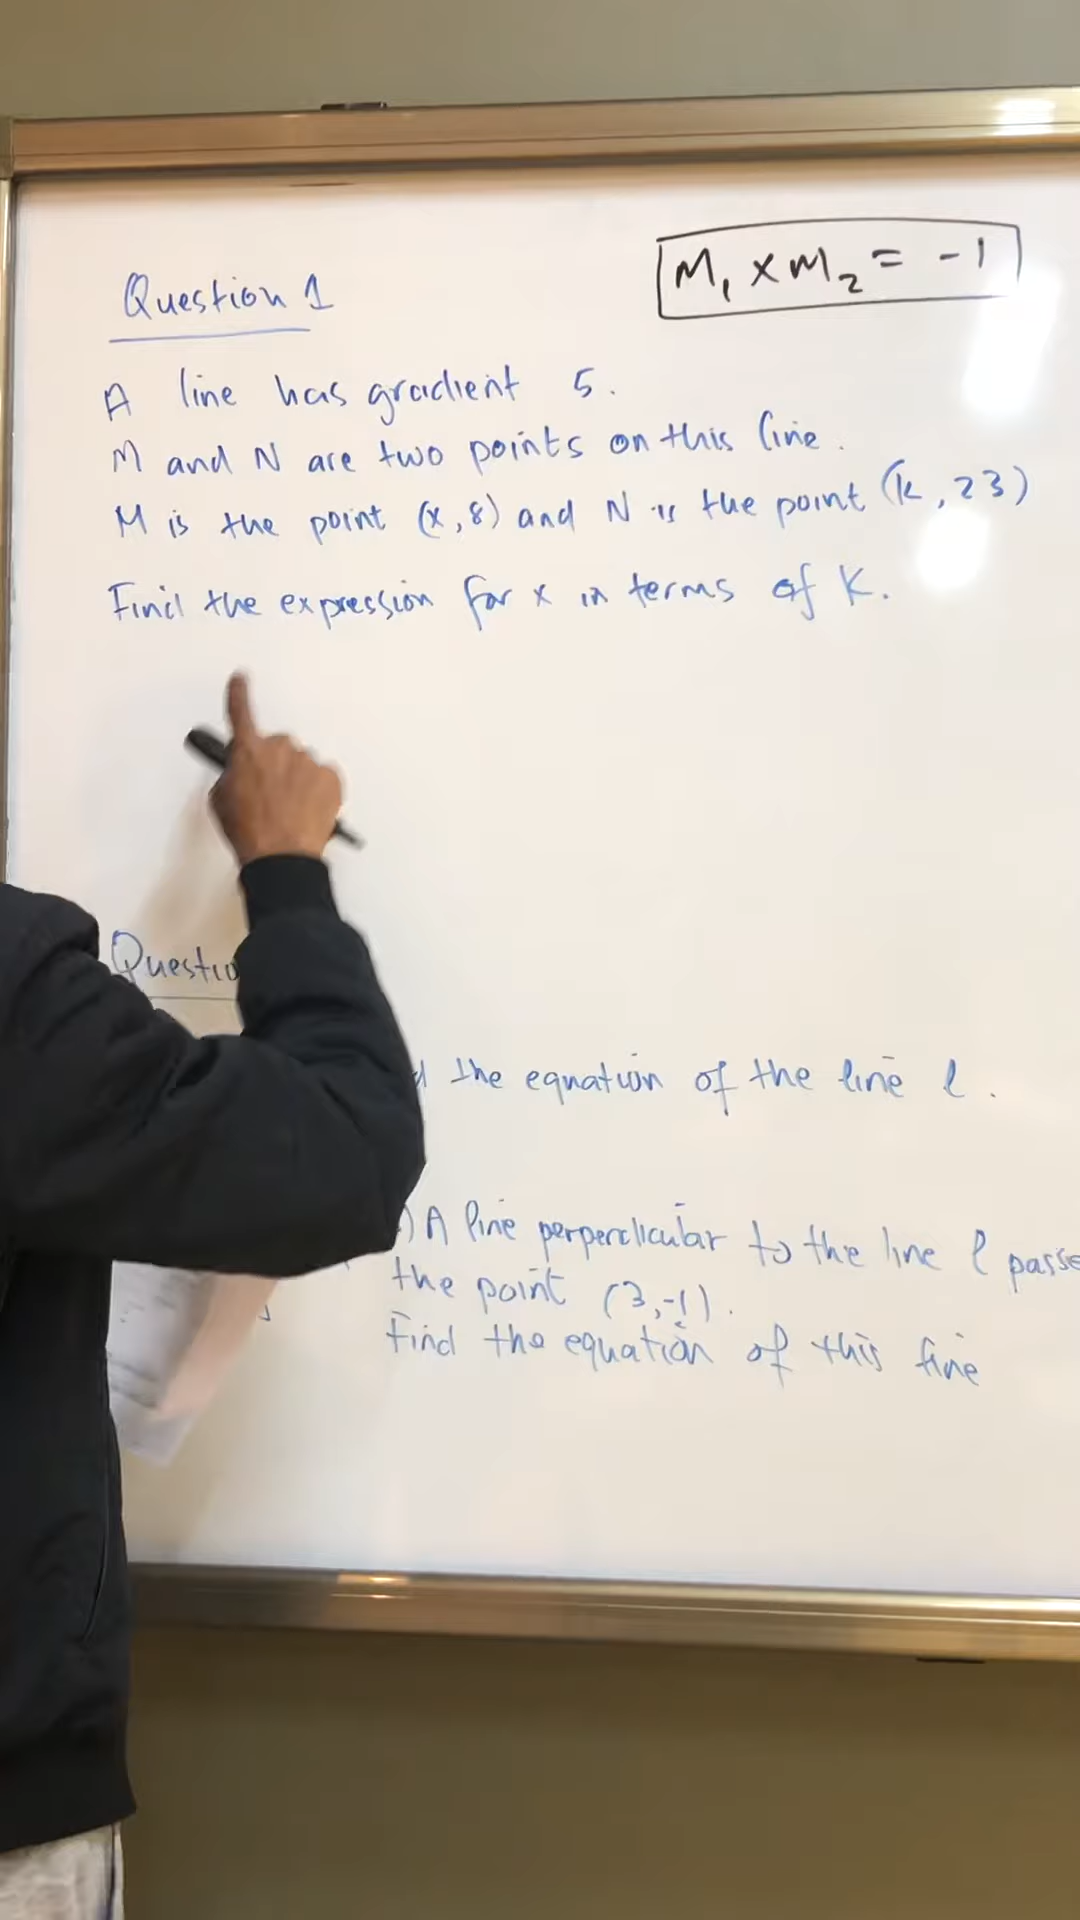 Question 1
M₁ x M₂ = -1
A line has gradient 5.
M and N are two points on this line.
M is the point (x,8) and N is the point (k,23)
Find the expression for x in terms of K.
Questio
the equation of the line l.
) A line perpendicular to the line l passe
the point (3,-1).
Find the equation of this line